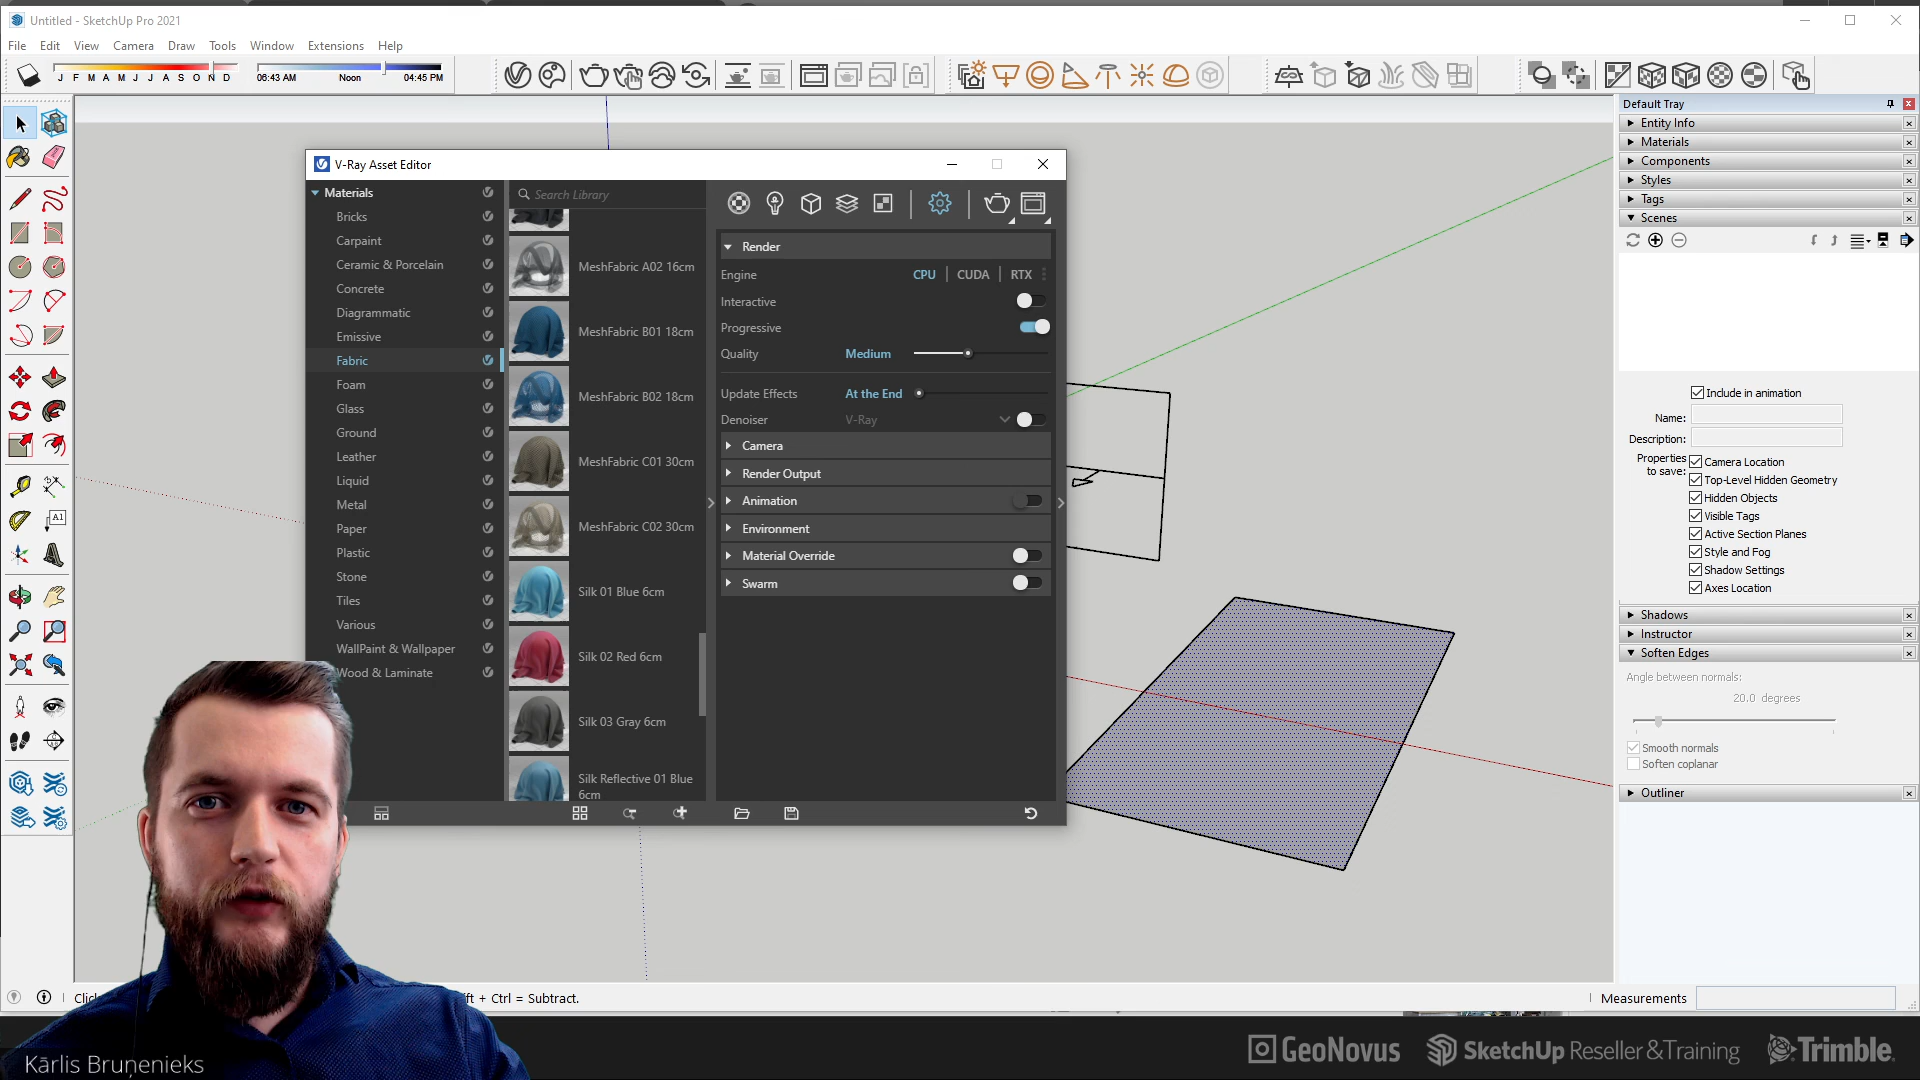 Untitled - SketchUp Pro 2021
File Edit View Camera Draw Tools Window Extensions Help
J F M A M J J A S O N D
06:43 AM Noon 04:45 PM
V-Ray Asset Editor
Materials
Bricks
Carpaint
Ceramic & Porcelain
Concrete
Diagrammatic
Emissive
Fabric
Foam
Glass
Ground
Leather
Liquid
Metal
Paper
Plastic
Stone
Tiles
Various
WallPaint & Wallpaper
Wood & Laminate
Search Library
MeshFabric A02 16cm
MeshFabric B01 18cm
MeshFabric B02 18cm
MeshFabric C01 30cm
MeshFabric C02 30cm
Silk 01 Blue 6cm
Silk 02 Red 6cm
Silk 03 Gray 6cm
Silk Reflective 01 Blue
6cm
Render
Engine CPU CUDA RTX
Interactive
Progressive
Quality Medium
Update Effects At the End
Denoiser V-Ray
Camera
Render Output
Animation
Environment
Material Override
Swarm
Default Tray
Entity Info
Materials
Components
Styles
Tags
Scenes
Include in animation
Name:
Description:
Properties
to save:
Camera Location
Top-Level Hidden Geometry
Hidden Objects
Visible Tags
Active Section Planes
Style and Fog
Shadow Settings
Axes Location
Shadows
Instructor
Soften Edges
Angle between normals:
20.0 degrees
Smooth normals
Soften coplanar
Outliner
+ Ctrl = Subtract.
Measurements
Kārlis Bruņenieks
GeoNovus
SketchUp Reseller & Training
Trimble